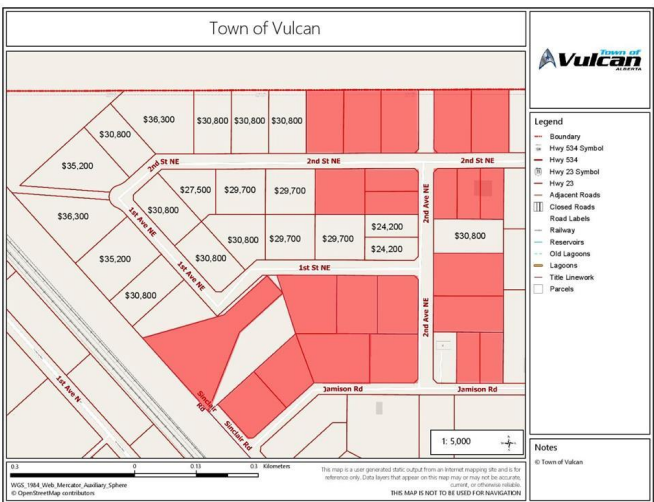 Town of Vulcan
Town of
Vulcan
ALBERTA
$36,300
$30,800
$30,800
$30,800
$30,800
$35,200
2nd St NE
2nd St NE
2nd St NE
$27,500
$29,700
$29,700
$36,300
1st Ave NE
$30,800
2nd Ave NE
$24,200
$30,800
$29,700
$29,700
$30,800
$24,200
$35,200
1st Ave NE
$30,800
1st St NE
$30,800
2nd Ave NE
1st Ave N
Sinclair Rd
Jamison Rd
Jamison Rd
Sinclair Rd
1: 5,000
Legend
Boundary
Hwy 534 Symbol
Hwy 534
Hwy 23 Symbol
Hwy 23
Adjacent Roads
Closed Roads
Road Labels
Railway
Reservoirs
Old Lagoons
Lagoons
Title Linework
Parcels
Notes
© Town of Vulcan
0.3
0
0.13
0.3
Kilometers
WGS_1984_Web_Mercator_Auxiliary_Sphere
© OpenStreetMap contributors
This map is a user generated static output from an Internet mapping site and is for
reference only. Data layers that appear on this map may or may not be accurate,
current, or otherwise reliable.
THIS MAP IS NOT TO BE USED FOR NAVIGATION